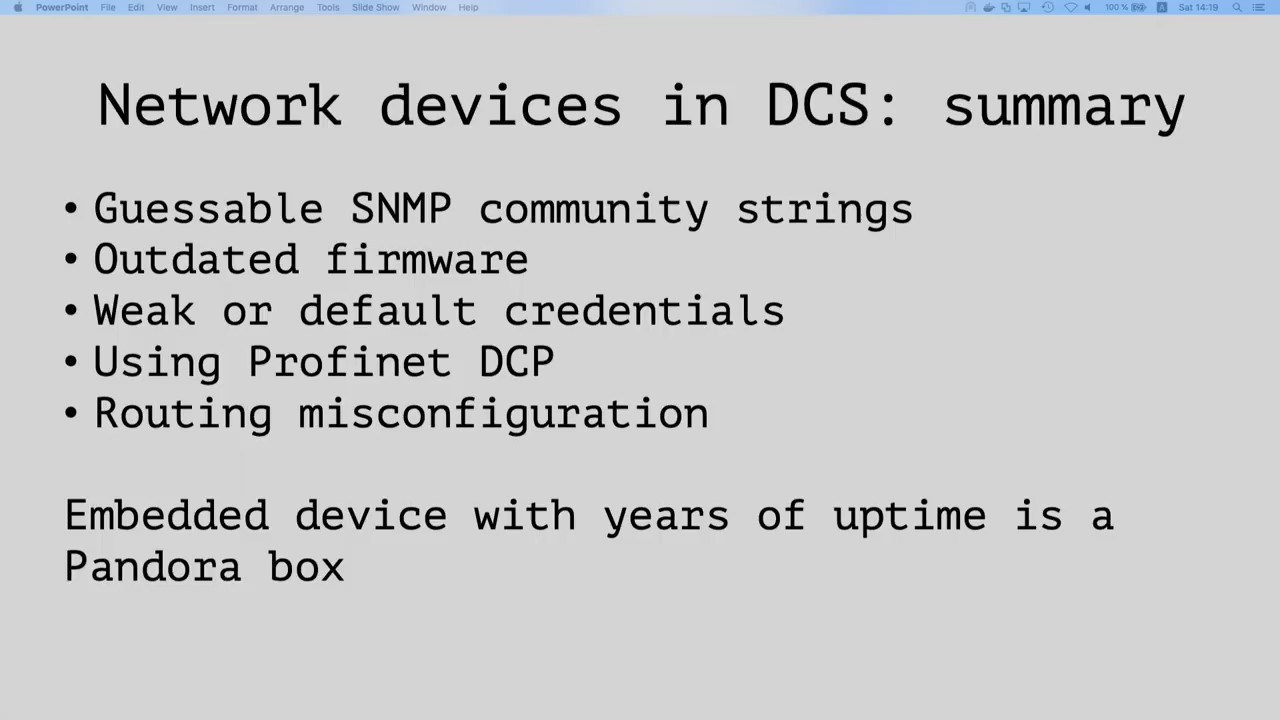 PowerPoint File Edit View Insert Format Arrange Tools Slide Show Window Help 100 % A Sat 14:19
Network devices in DCS: summary
• Guessable SNMP community strings
• Outdated firmware
• Weak or default credentials
• Using Profinet DCP
• Routing misconfiguration
Embedded device with years of uptime is a
Pandora box